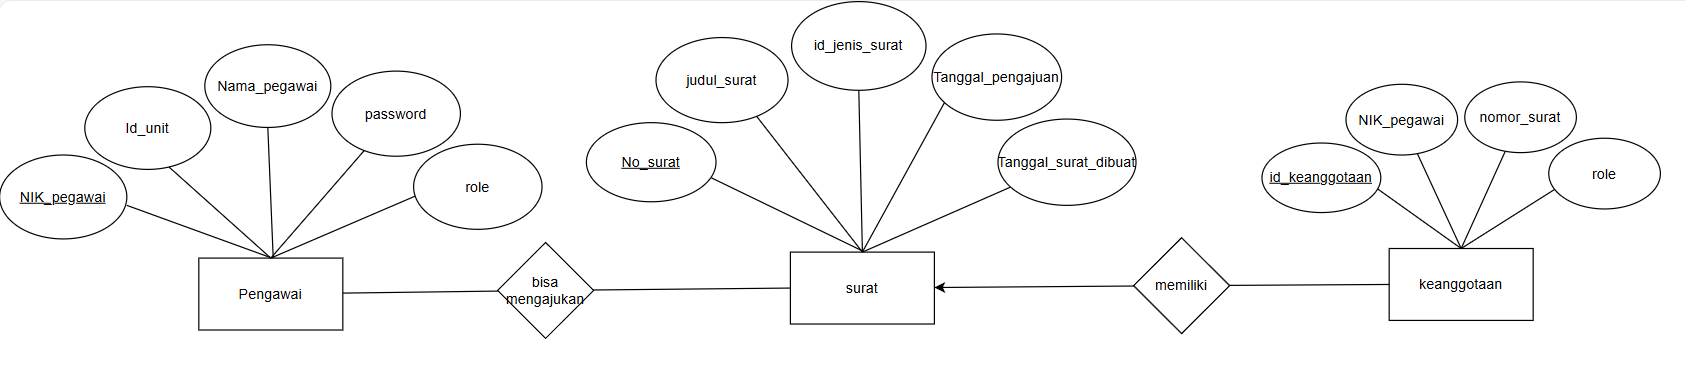 NIK_pegawai
Id_unit
Nama_pegawai
password
role
Pengawai
bisa
mengajukan
No_surat
judul_surat
id_jenis_surat
Tanggal_pengajuan
Tanggal_surat_dibuat
surat
memiliki
id_keanggotaan
NIK_pegawai
nomor_surat
role
keanggotaan